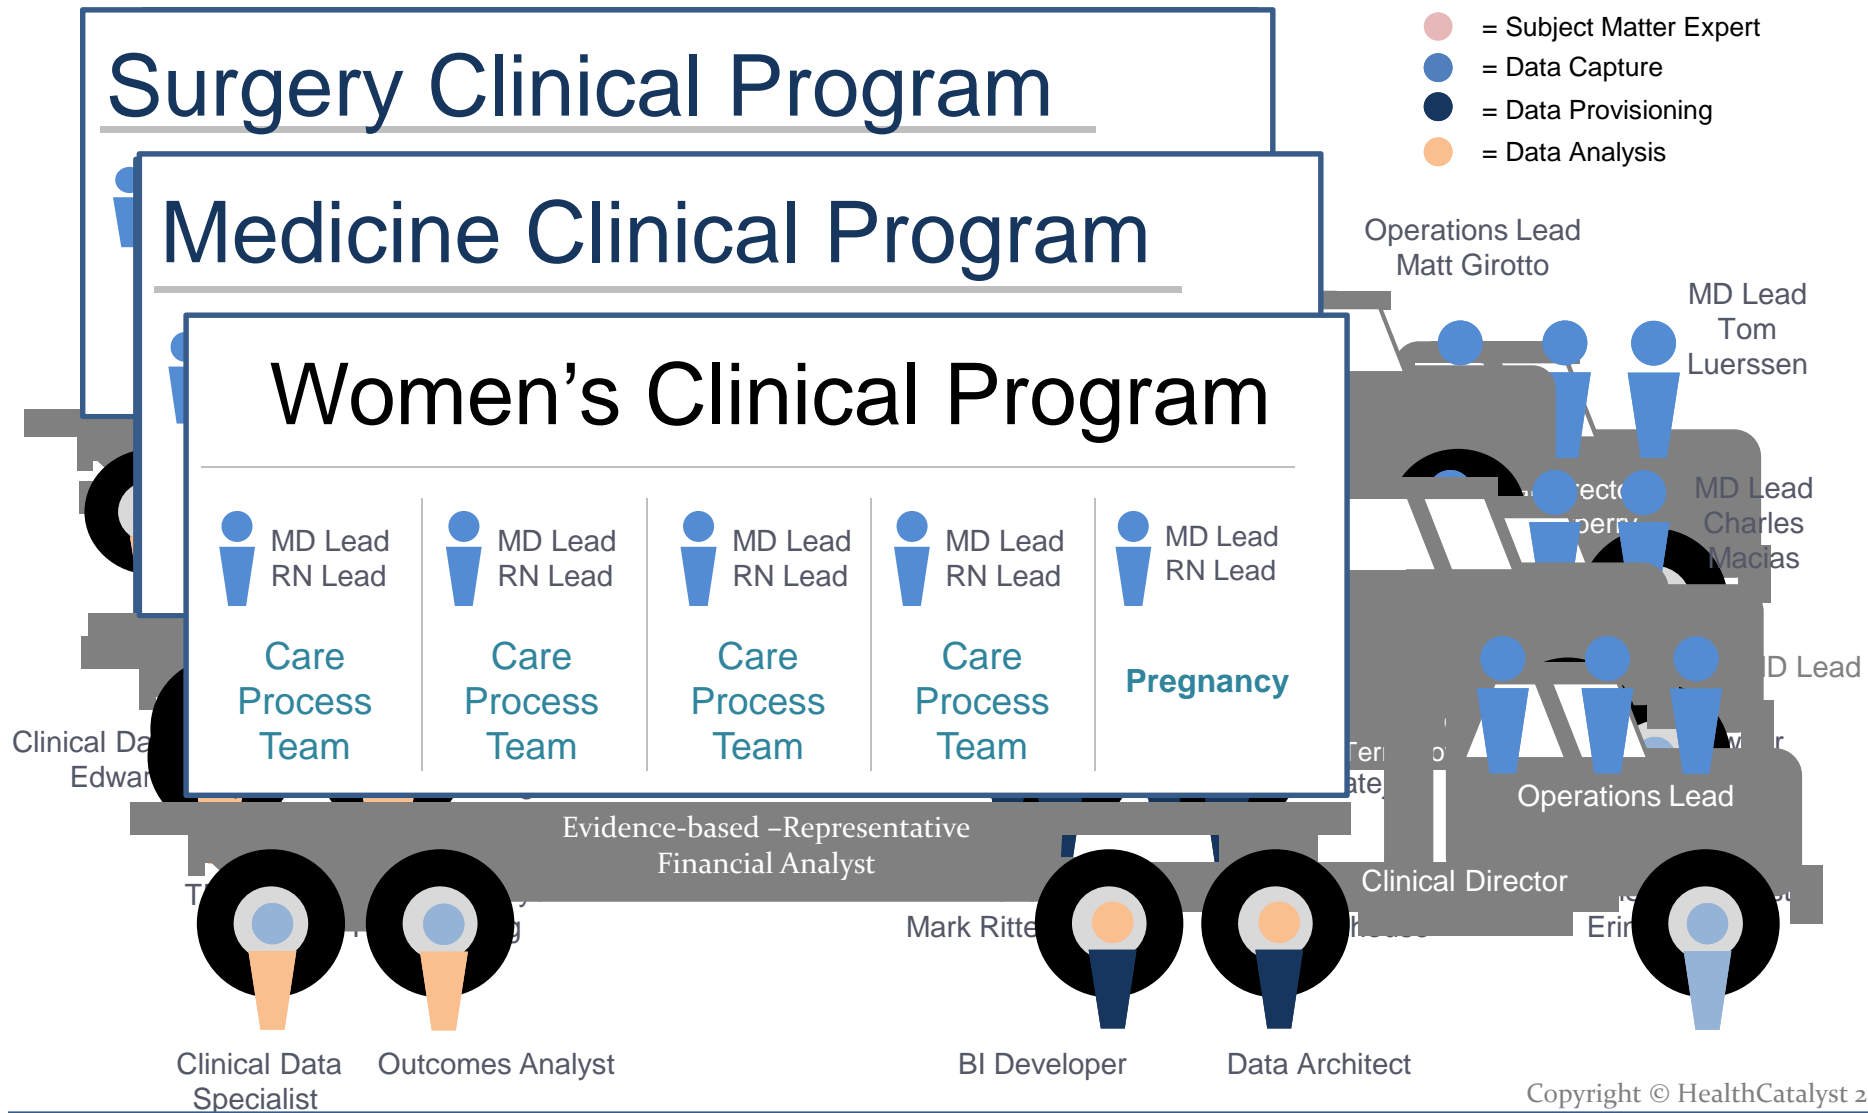 Surgery Clinical Program
= Subject Matter Expert
= Data Capture
= Data Provisioning
= Data Analysis
Medicine Clinical Program
Operations Lead
Matt Girotto
MD Lead
Tom
Luerssen
Women’s Clinical Program
MD Lead
Charles
Macias
MD Lead
RN Lead
Care
Process
Team
MD Lead
RN Lead
Care
Process
Team
MD Lead
RN Lead
Care
Process
Team
MD Lead
RN Lead
Care
Process
Team
MD Lead
RN Lead
Pregnancy
Lead
Clinical
Operations Lead
Evidence-based –Representative
Financial Analyst
Clinical Director
Mark
Clinical Data
Specialist
Outcomes Analyst
BI Developer
Data Architect
Copyright © HealthCatalyst 2